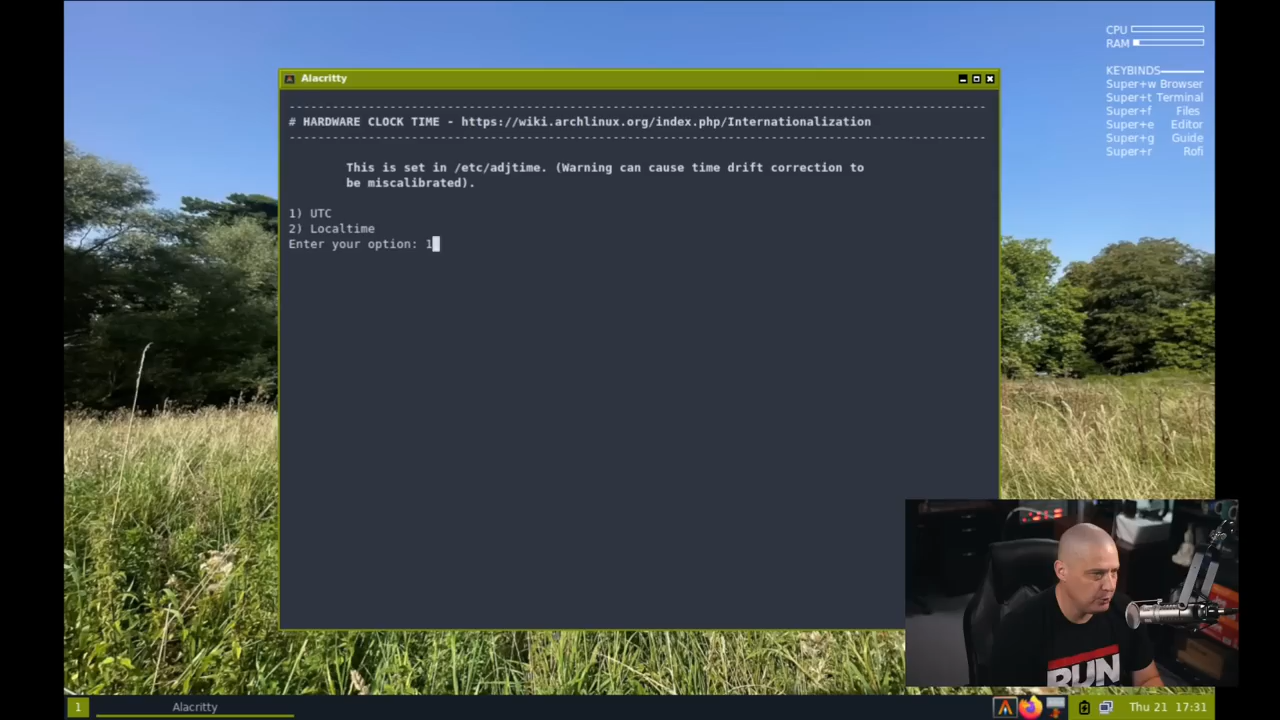 CPU
RAM
KEYBINDS
Super+w Browser
Super+t Terminal
Super+f Files
Super+e Editor
Super+g Guide
Super+r Rofi
Alacritty
# HARDWARE CLOCK TIME - https://wiki.archlinux.org/index.php/Internationalization
This is set in /etc/adjtime. (Warning can cause time drift correction to
be miscalibrated).
1) UTC
2) Localtime
Enter your option: 1
RUN
1
Alacritty
Thu 21
17:31